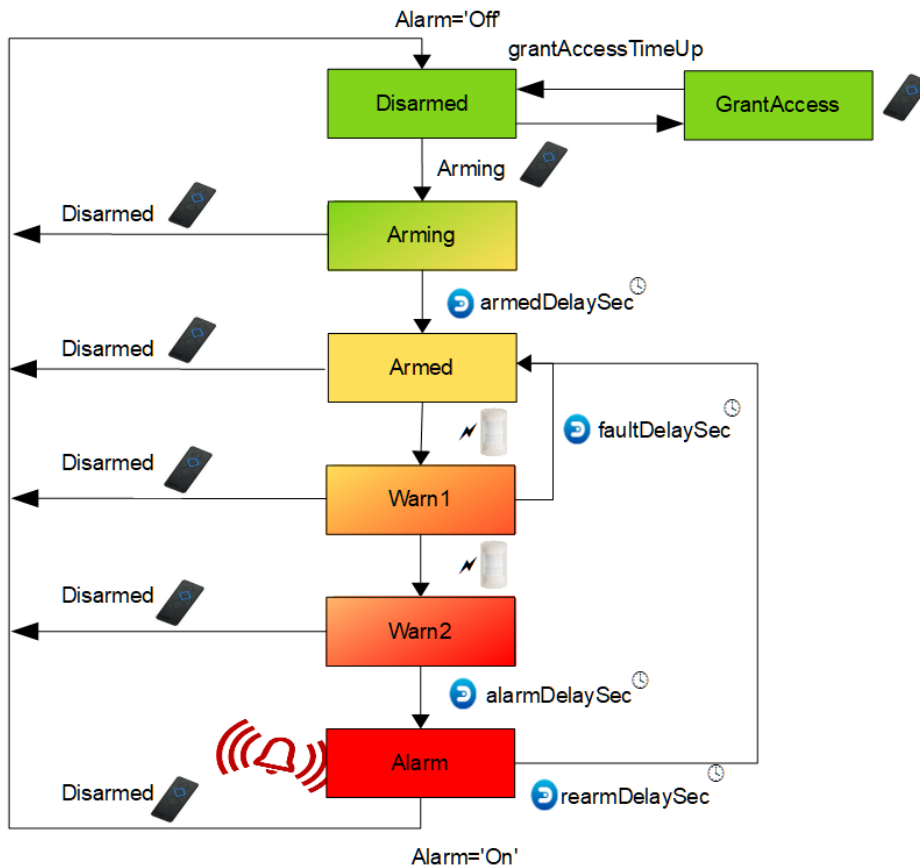 Alarm='Off'
grantAccessTimeUp
Disarmed
GrantAccess
Arming
Disarmed
Arming
armedDelaySec
Disarmed
Armed
faultDelaySec
Disarmed
Warn1
Disarmed
Warn2
alarmDelaySec
Alarm
Disarmed
rearmDelaySec
Alarm='On'